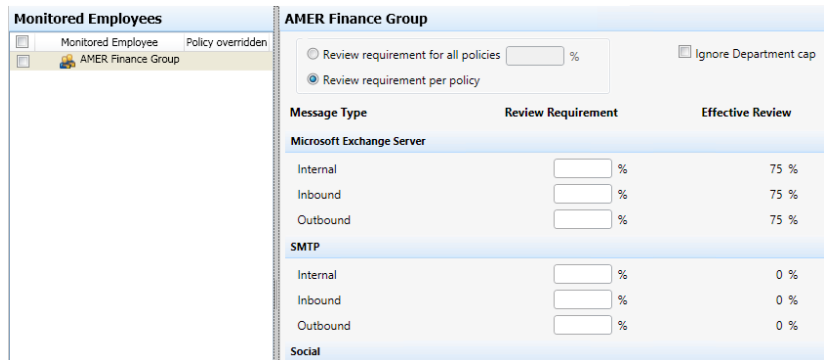 Monitored Employees
Monitored Employee Policy overridden
AMER Finance Group
AMER Finance Group
Review requirement for all policies %
Ignore Department cap
Review requirement per policy
Message Type Review Requirement Effective Review
Microsoft Exchange Server
Internal % 75 %
Inbound % 75 %
Outbound % 75 %
SMTP
Internal % 0 %
Inbound % 0 %
Outbound % 0 %
Social